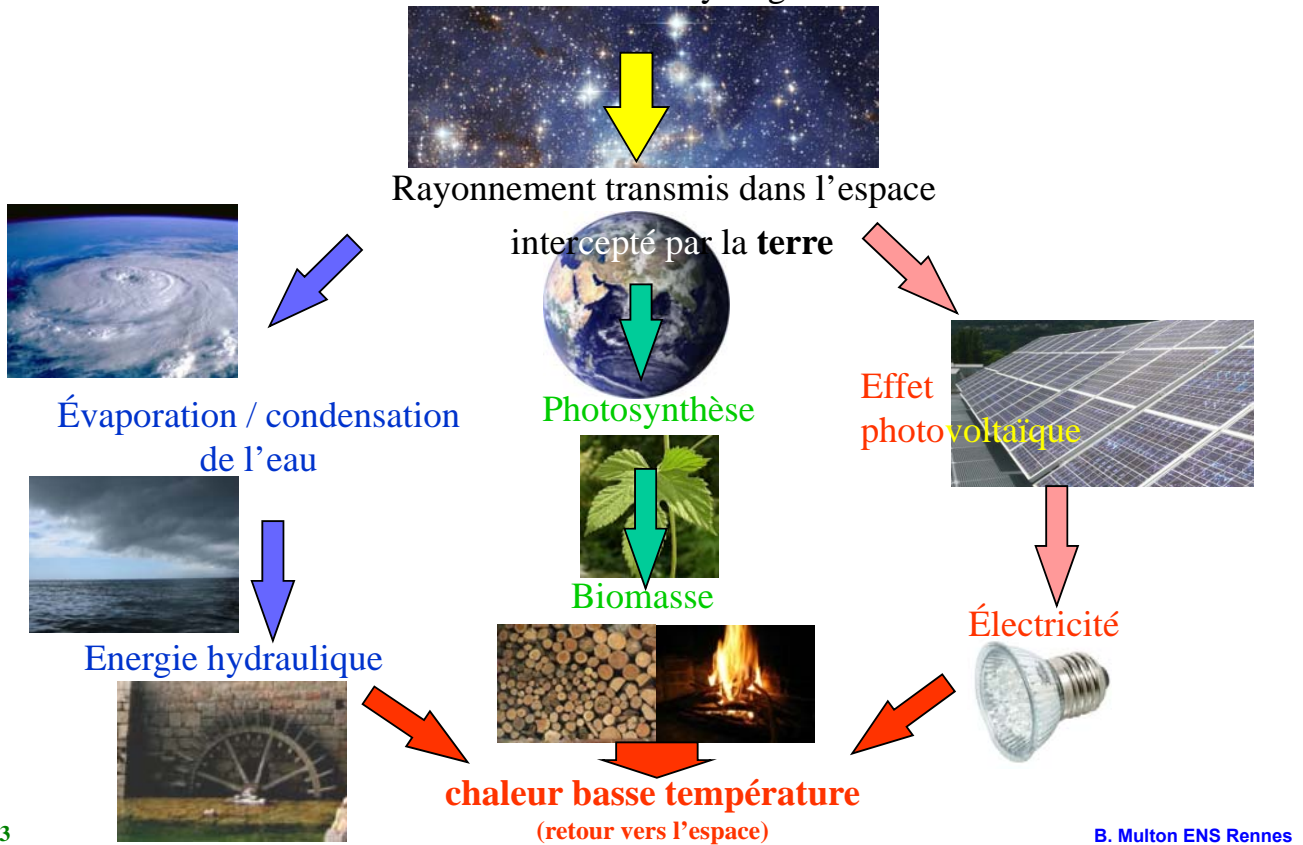 Rayonnement transmis dans l’espace
intercepté par la terre
Évaporation / condensation
de l’eau
Photosynthèse
Effet
photovoltaïque
Biomasse
Energie hydraulique
Électricité
chaleur basse température
(retour vers l’espace)
3
B. Multon ENS Rennes